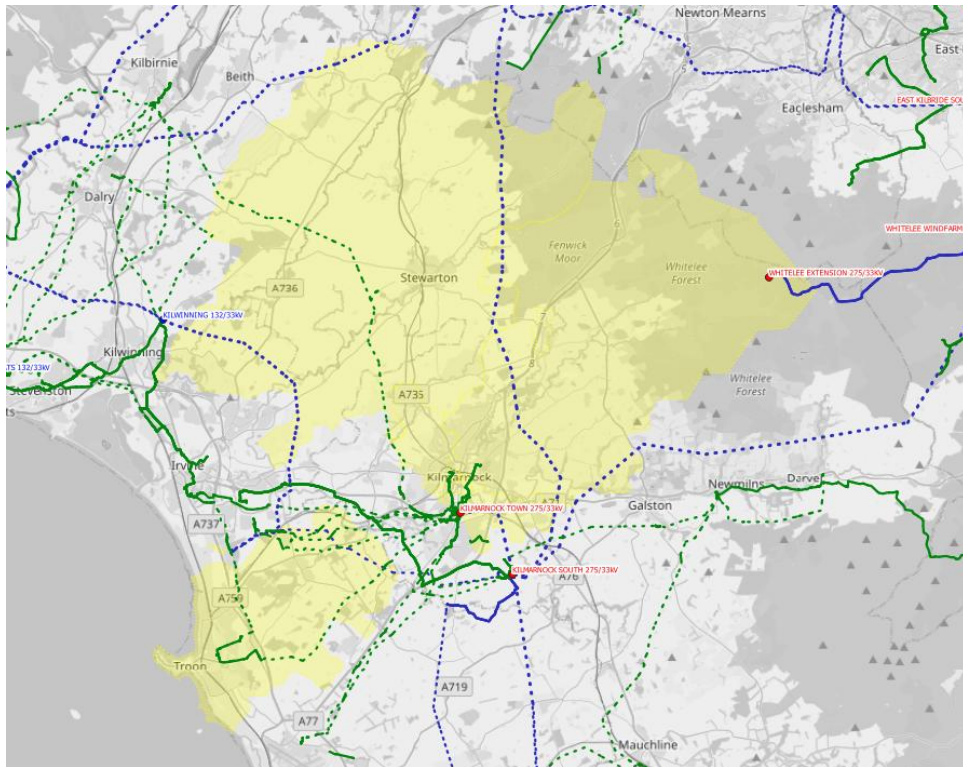 Newton Mearns
Kilbirnie
Beith
East
EAST KILBRIDE SOU
Eaglesham
Dalry
WHITELEE WINDFARM
Fenwick
Moor
Whitelee
Forest
WHITELEE EXTENSION 275/33KV
Stewarton
A736
KILWINNING 132/33kV
Kilwinning
TS 132/33kV
Stevenston
ts
A735
Whitelee
Forest
Irvine
Kilmarnock
Newmilns
Darvel
Galston
KILMARNOCK TOWN 275/33kV
A71
A737
KILMARNOCK SOUTH 275/33kV
A76
A759
Troon
A719
A77
Mauchline